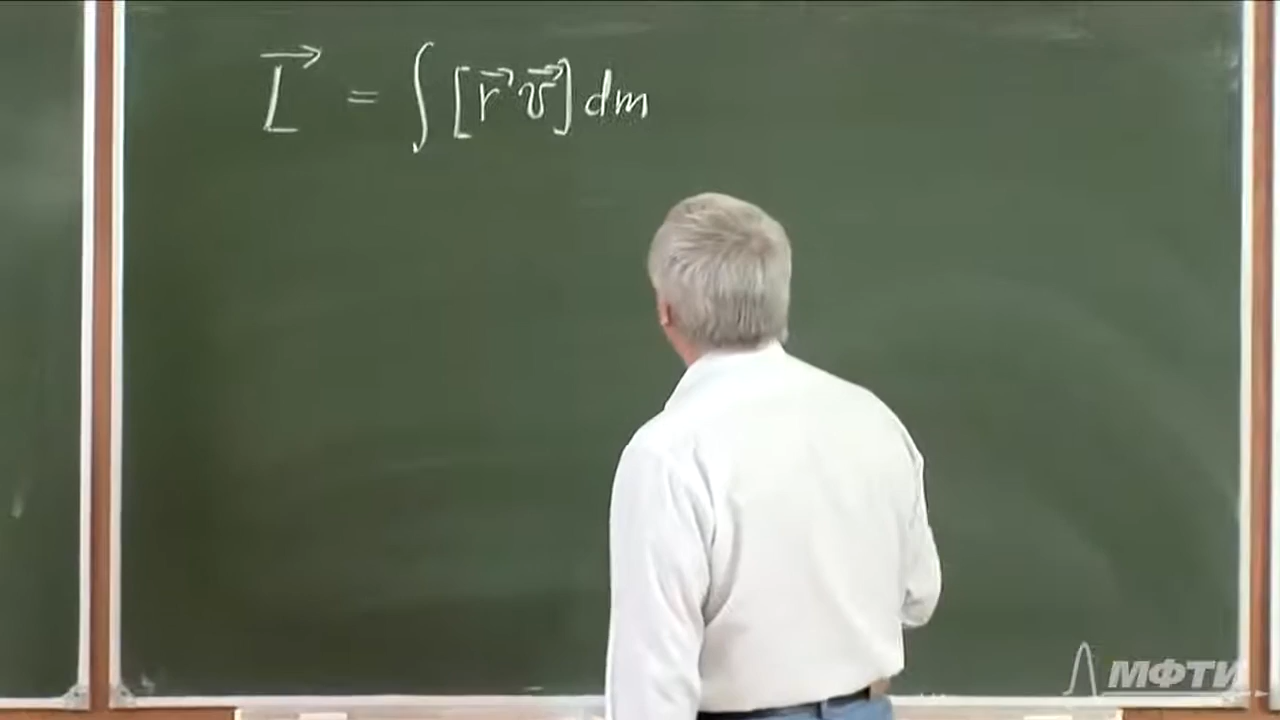 L⃗ = ∫ [r⃗ v⃗] dm
МФТИ